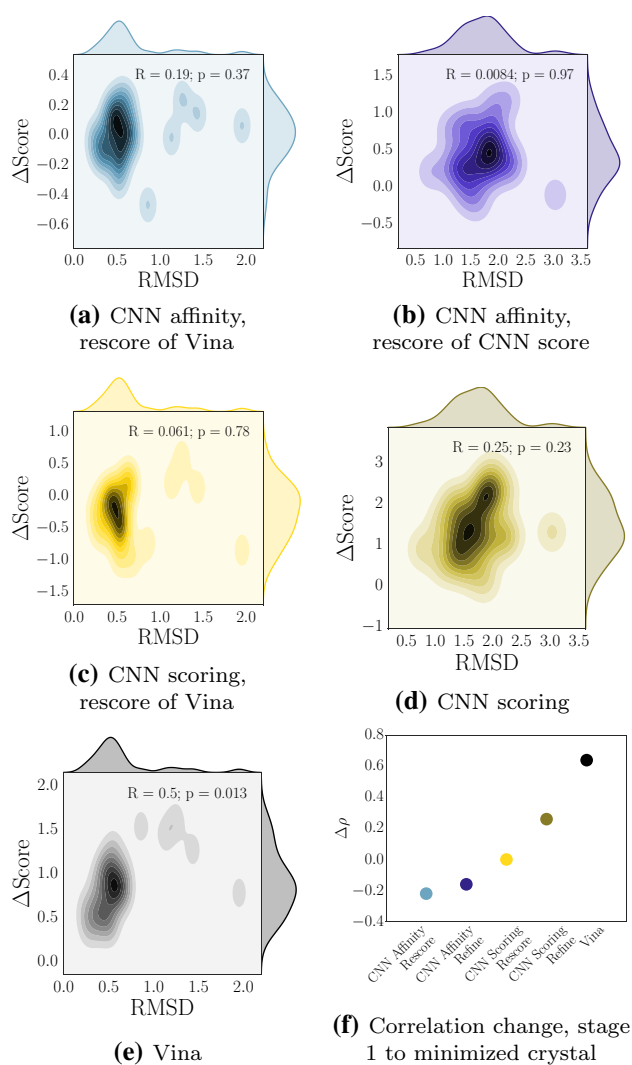 R = 0.19; p = 0.37
ΔScore
0.4
0.2
0.0
−0.2
−0.4
−0.6
0.0 0.5 1.0 1.5 2.0
RMSD
(a) CNN affinity,
rescore of Vina
R = 0.0084; p = 0.97
ΔScore
1.5
1.0
0.5
0.0
−0.5
0.5 1.0 1.5 2.0 2.5 3.0 3.5
RMSD
(b) CNN affinity,
rescore of CNN score
R = 0.061; p = 0.78
ΔScore
1.0
0.5
0.0
−0.5
−1.0
−1.5
0.0 0.5 1.0 1.5 2.0
RMSD
(c) CNN scoring,
rescore of Vina
R = 0.25; p = 0.23
ΔScore
3
2
1
0
−1
0.5 1.0 1.5 2.0 2.5 3.0 3.5
RMSD
(d) CNN scoring
R = 0.5; p = 0.013
ΔScore
2.0
1.5
1.0
0.5
0.0
0.0 0.5 1.0 1.5 2.0
RMSD
(e) Vina
Δρ
0.8
0.6
0.4
0.2
0.0
−0.2
−0.4
CNN Affinity
Rescore
CNN Affinity
Refine
CNN Scoring
Rescore
CNN Scoring
Refine
Vina
(f) Correlation change, stage
1 to minimized crystal